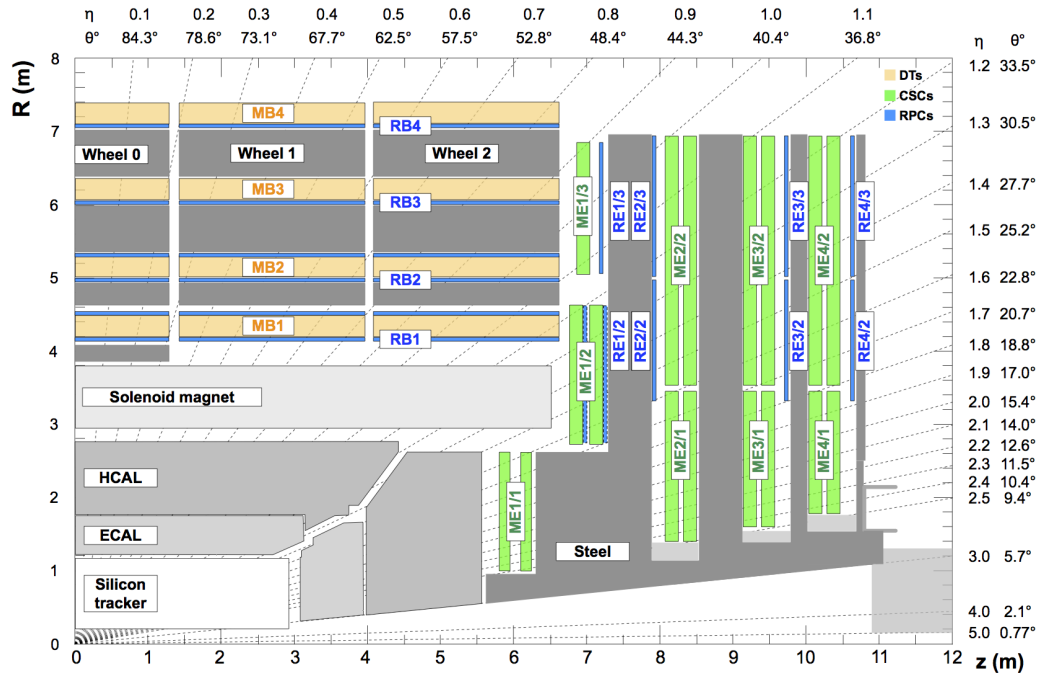 η 0.1 0.2 0.3 0.4 0.5 0.6 0.7 0.8 0.9 1.0 1.1
θ° 84.3° 78.6° 73.1° 67.7° 62.5° 57.5° 52.8° 48.4° 44.3° 40.4° 36.8° η θ°
R (m)
8
7
6
5
4
3
2
1
0
1.2 33.5°
1.3 30.5°
1.4 27.7°
1.5 25.2°
1.6 22.8°
1.7 20.7°
1.8 18.8°
1.9 17.0°
2.0 15.4°
2.1 14.0°
2.2 12.6°
2.3 11.5°
2.4 10.4°
2.5 9.4°
3.0 5.7°
4.0 2.1°
5.0 0.77°
DTs
CSCs
RPCs
MB4
RB4
Wheel 0 Wheel 1 Wheel 2
MB3
RB3
MB2
RB2
MB1
RB1
Solenoid magnet
HCAL
ECAL
Silicon
tracker
Steel
ME1/3
RE1/3
RE2/3
ME2/2
ME3/2
RE3/3
ME4/2
RE4/3
ME1/2
RE1/2
RE2/2
RE3/2
RE4/2
ME1/1
ME2/1
ME3/1
ME4/1
0 1 2 3 4 5 6 7 8 9 10 11 12
z (m)